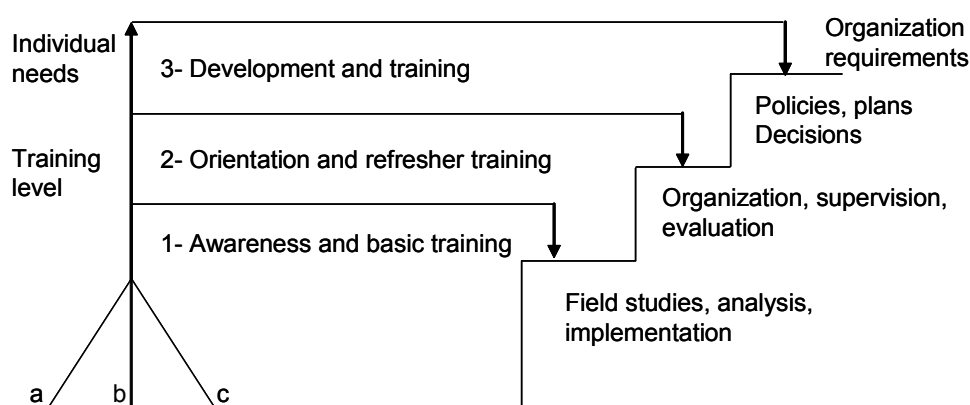 Individual
needs
Organization
requirements
3- Development and training
Policies, plans
Decisions
Training
level
2- Orientation and refresher training
Organization, supervision,
evaluation
1- Awareness and basic training
Field studies, analysis,
implementation
a
b
c